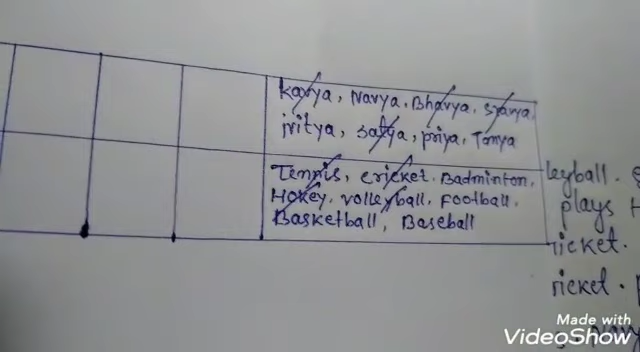 Kavya, Navya, Bhavya, Sravya,
Nitya, Satya, Priya, Tanya
Tennis, cricket, Badminton, leyball.
Hokey, volleyball, Football, plays
Basketball, Baseball ricket.
ricket.
Made with
VideoShow